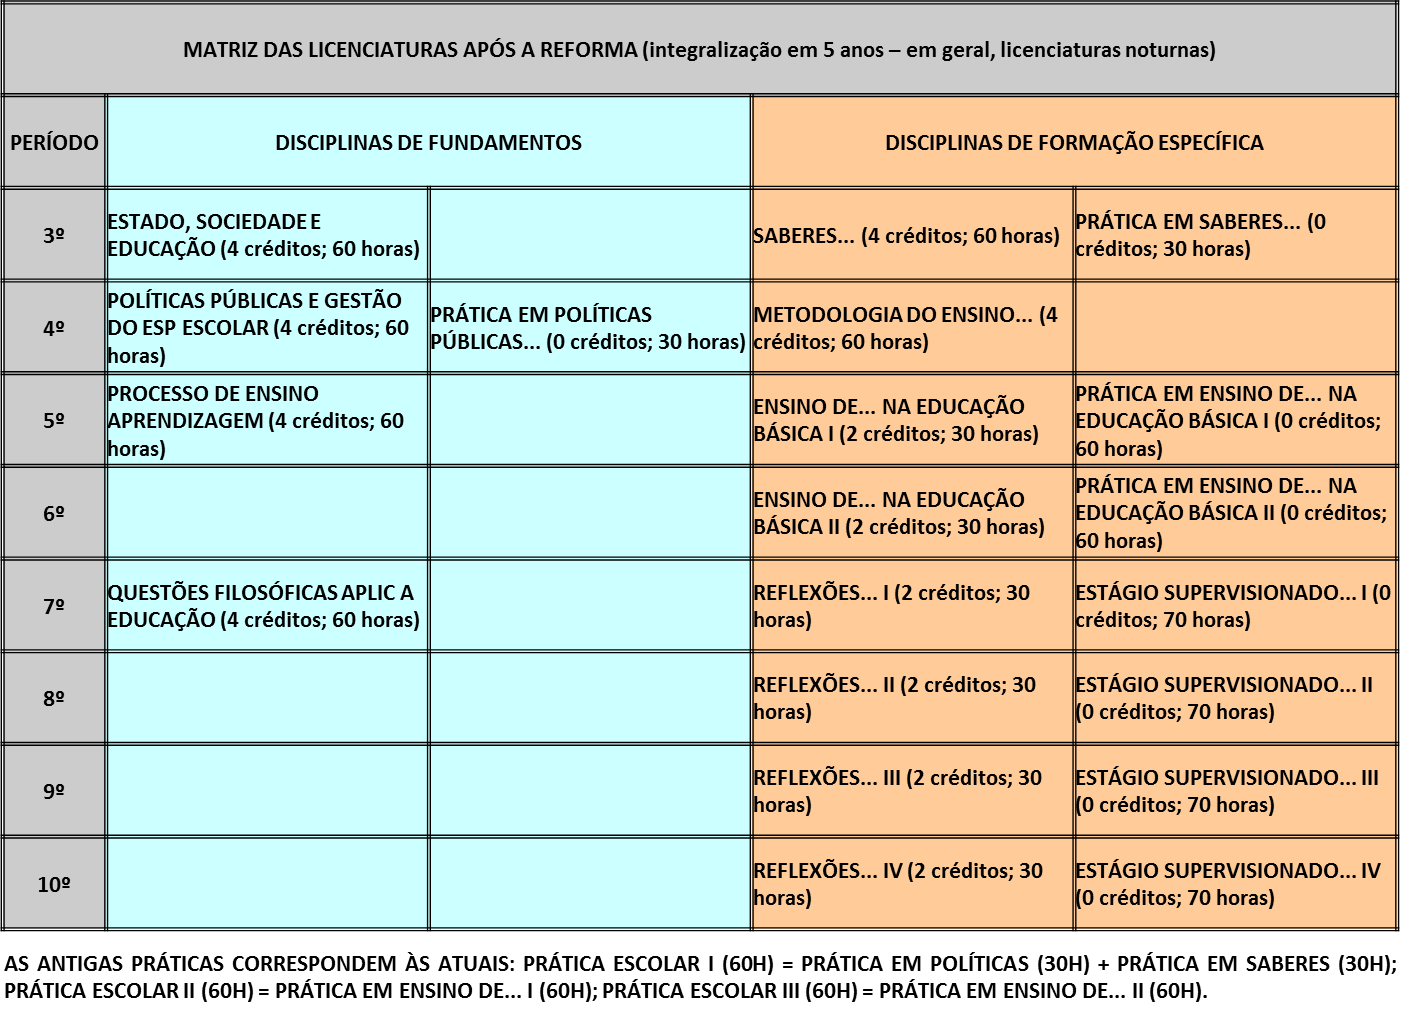 MATRIZ DAS LICENCIATURAS APÓS A REFORMA (integralização em 5 anos – em geral, licenciaturas noturnas)
PERÍODO
DISCIPLINAS DE FUNDAMENTOS
DISCIPLINAS DE FORMAÇÃO ESPECÍFICA
3º
ESTADO, SOCIEDADE E
EDUCAÇÃO (4 créditos; 60 horas)
SABERES... (4 créditos; 60 horas)
PRÁTICA EM SABERES... (0
créditos; 30 horas)
4º
POLÍTICAS PÚBLICAS E GESTÃO
DO ESP ESCOLAR (4 créditos; 60
horas)
PRÁTICA EM POLÍTICAS
PÚBLICAS... (0 créditos; 30 horas)
METODOLOGIA DO ENSINO... (4
créditos; 60 horas)
5º
PROCESSO DE ENSINO
APRENDIZAGEM (4 créditos; 60
horas)
ENSINO DE... NA EDUCAÇÃO
BÁSICA I (2 créditos; 30 horas)
PRÁTICA EM ENSINO DE... NA
EDUCAÇÃO BÁSICA I (0 créditos;
60 horas)
6º
ENSINO DE... NA EDUCAÇÃO
BÁSICA II (2 créditos; 30 horas)
PRÁTICA EM ENSINO DE... NA
EDUCAÇÃO BÁSICA II (0 créditos;
60 horas)
7º
QUESTÕES FILOSÓFICAS APLIC A
EDUCAÇÃO (4 créditos; 60 horas)
REFLEXÕES... I (2 créditos; 30
horas)
ESTÁGIO SUPERVISIONADO... I (0
créditos; 70 horas)
8º
REFLEXÕES... II (2 créditos; 30
horas)
ESTÁGIO SUPERVISIONADO... II
(0 créditos; 70 horas)
9º
REFLEXÕES... III (2 créditos; 30
horas)
ESTÁGIO SUPERVISIONADO... III
(0 créditos; 70 horas)
10º
REFLEXÕES... IV (2 créditos; 30
horas)
ESTÁGIO SUPERVISIONADO... IV
(0 créditos; 70 horas)
AS ANTIGAS PRÁTICAS CORRESPONDEM ÀS ATUAIS: PRÁTICA ESCOLAR I (60H) = PRÁTICA EM POLÍTICAS (30H) + PRÁTICA EM SABERES (30H);
PRÁTICA ESCOLAR II (60H) = PRÁTICA EM ENSINO DE... I (60H); PRÁTICA ESCOLAR III (60H) = PRÁTICA EM ENSINO DE... II (60H).